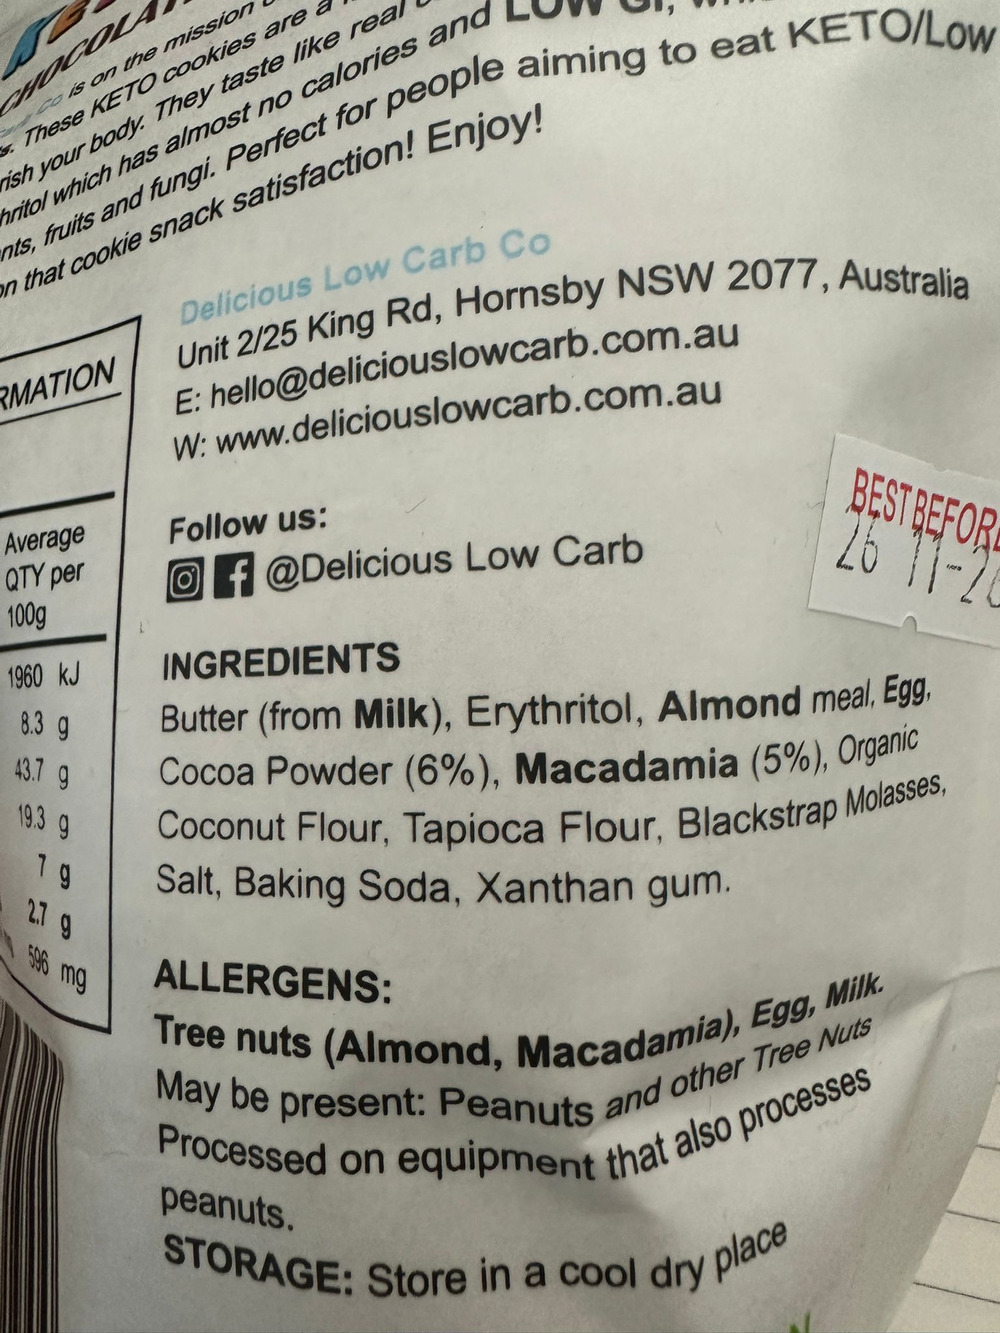 CHOCOLA
Co is on the mission
s. These KETO cookies are a
rish your body. They taste like real
hritol which has almost no calories and LOW GI,
nts, fruits and fungi. Perfect for people aiming to eat KETO/Low
on that cookie snack satisfaction! Enjoy!
Delicious Low Carb Co
Unit 2/25 King Rd, Hornsby NSW 2077, Australia
E: hello@deliciouslowcarb.com.au
W: www.deliciouslowcarb.com.au
Follow us:
@Delicious Low Carb
BEST BEFORE
26 11-26
RMATION
Average
QTY per
100g
1960 kJ
8.3 g
43.7 g
19.3 g
7 g
2.7 g
596 mg
INGREDIENTS
Butter (from Milk), Erythritol, Almond meal, Egg,
Cocoa Powder (6%), Macadamia (5%), Organic
Coconut Flour, Tapioca Flour, Blackstrap Molasses,
Salt, Baking Soda, Xanthan gum.
ALLERGENS:
Tree nuts (Almond, Macadamia), Egg, Milk.
May be present: Peanuts and other Tree Nuts
Processed on equipment that also processes
peanuts.
STORAGE: Store in a cool dry place